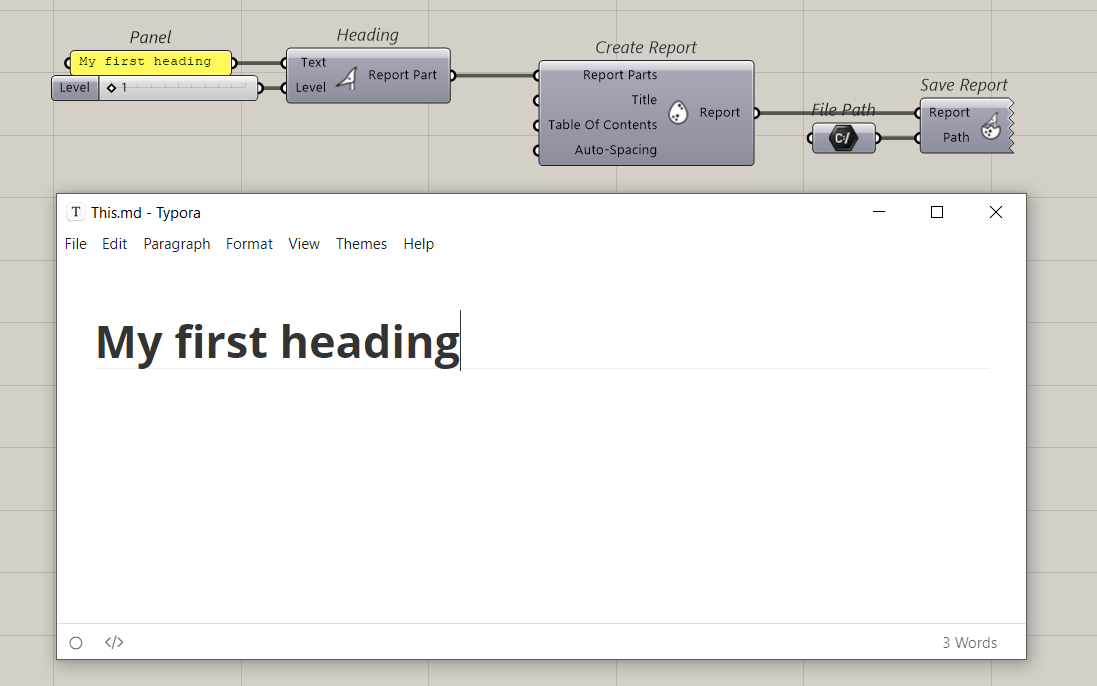 Panel
Heading
Create Report
Save Report
File Path
My first heading
Level 1
Text
Level
Report Part
Report Parts
Title
Table Of Contents
Auto-Spacing
Report
C:/
Report
Path
T This.md - Typora
File Edit Paragraph Format View Themes Help
My first heading
</> 3 Words